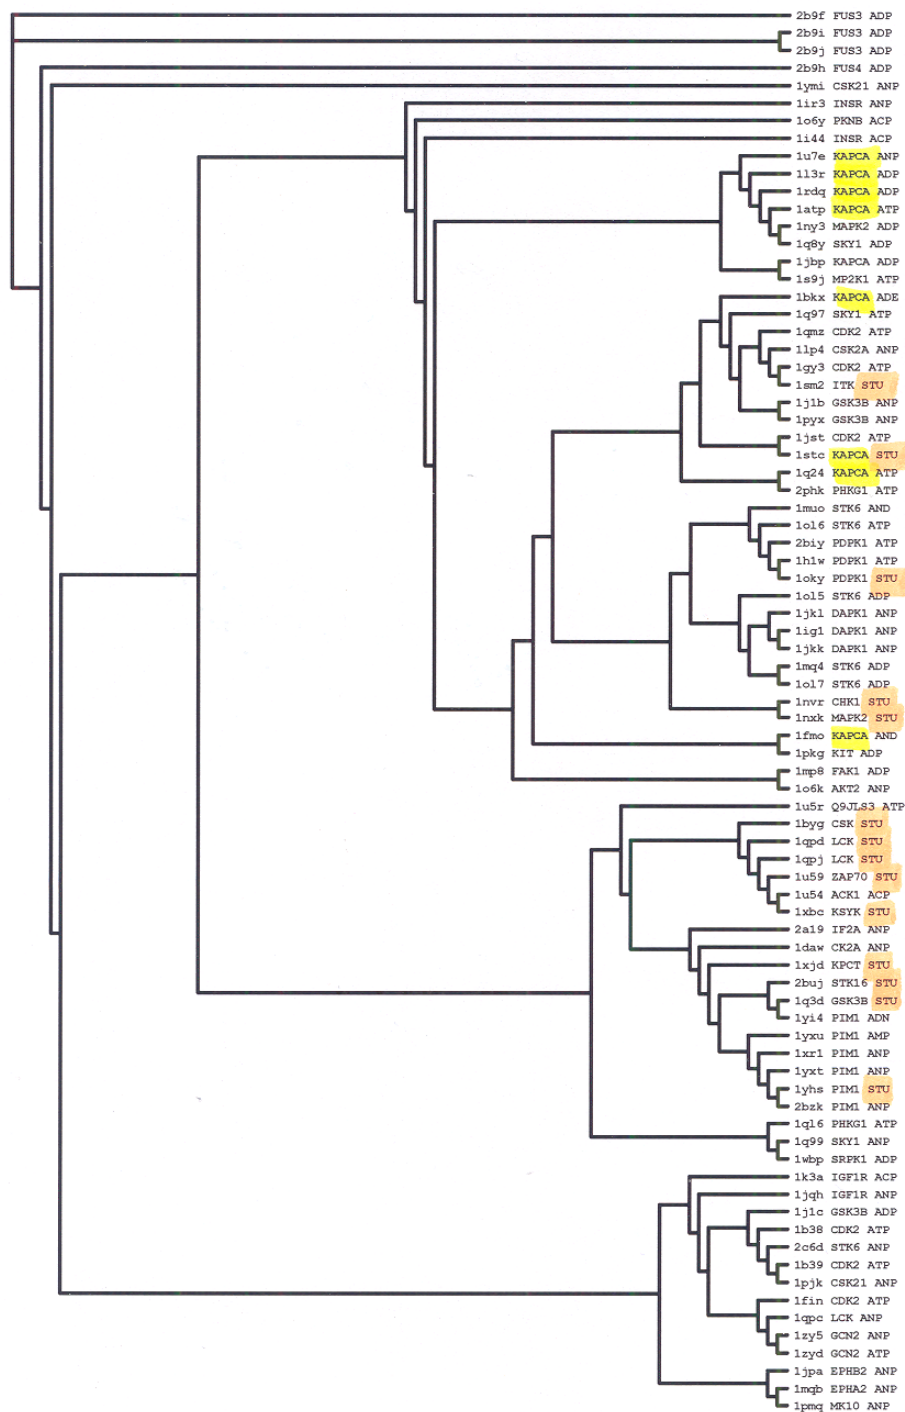 2b9f FUS3 ADP
2b9i FUS3 ADP
2b9j FUS3 ADP
2b9h FUS4 ADP
1ymi CSK21 ANP
1ir3 INSR ANP
1o6y PKNB ACP
1i44 INSR ACP
1u7e KAPCA ANP
1l3r KAPCA ADP
1rdq KAPCA ADP
1atp KAPCA ATP
1ny3 MAPK2 ADP
1q8y SKY1 ADP
1jbp KAPCA ADP
1s9j MP2K1 ATP
1bkx KAPCA ADE
1q97 SKY1 ATP
1qmz CDK2 ATP
1lp4 CSK2A ANP
1gy3 CDK2 ATP
1sm2 ITK STU
1j1b GSK3B ANP
1pyx GSK3B ANP
1jst CDK2 ATP
1stc KAPCA STU
1q24 KAPCA ATP
2phk PHKG1 ATP
1muo STK6 AND
1ol6 STK6 ATP
2biy PDPK1 ATP
1h1w PDPK1 ATP
1oky PDPK1 STU
1ol5 STK6 ADP
1jkl DAPK1 ANP
1ig1 DAPK1 ANP
1jkk DAPK1 ANP
1mq4 STK6 ADP
1ol7 STK6 ADP
1nvr CHK1 STU
1nxk MAPK2 STU
1fmo KAPCA AND
1pkg KIT ADP
1mp8 FAK1 ADP
1o6k AKT2 ANP
1u5r Q9JLS3 ATP
1byg CSK STU
1qpd LCK STU
1qpj LCK STU
1u59 ZAP70 STU
1u54 ACK1 ACP
1xbc KSYK STU
2a19 IF2A ANP
1daw CK2A ANP
1xjd KPCT STU
2buj STK16 STU
1q3d GSK3B STU
1yi4 PIM1 ADN
1yxu PIM1 AMP
1xr1 PIM1 ANP
1yxt PIM1 ANP
1yhs PIM1 STU
2bzk PIM1 ANP
1ql6 PHKG1 ATP
1q99 SKY1 ANP
1wbp SRPK1 ADP
1k3a IGF1R ACP
1jqh IGF1R ANP
1j1c GSK3B ADP
1b38 CDK2 ATP
2c6d STK6 ANP
1b39 CDK2 ATP
1pjk CSK21 ANP
1fin CDK2 ATP
1qpc LCK ANP
1zy5 GCN2 ANP
1zyd GCN2 ATP
1jpa EPHB2 ANP
1mqb EPHA2 ANP
1pmq MK10 ANP